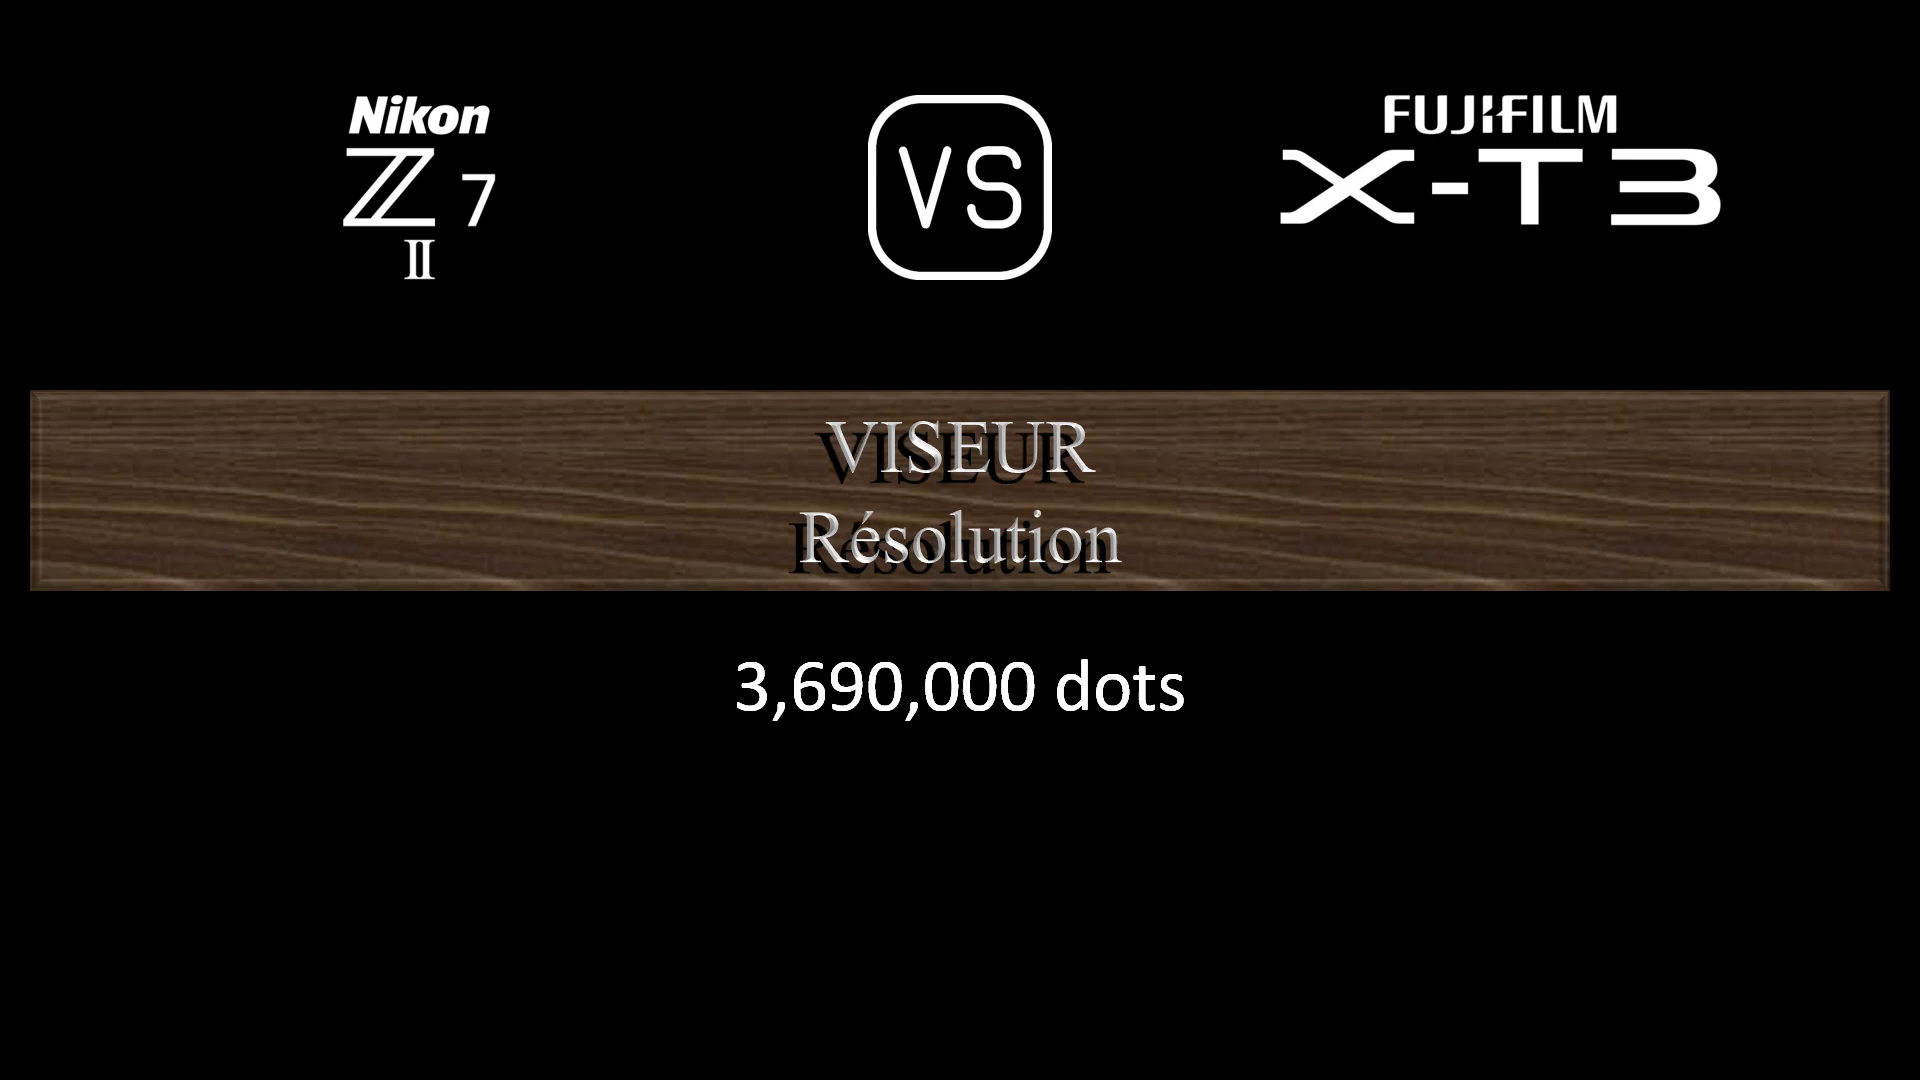 Nikon
Z 7
II
VS
FUJIFILM
X-T3
VISEUR
Résolution
3,690,000 dots